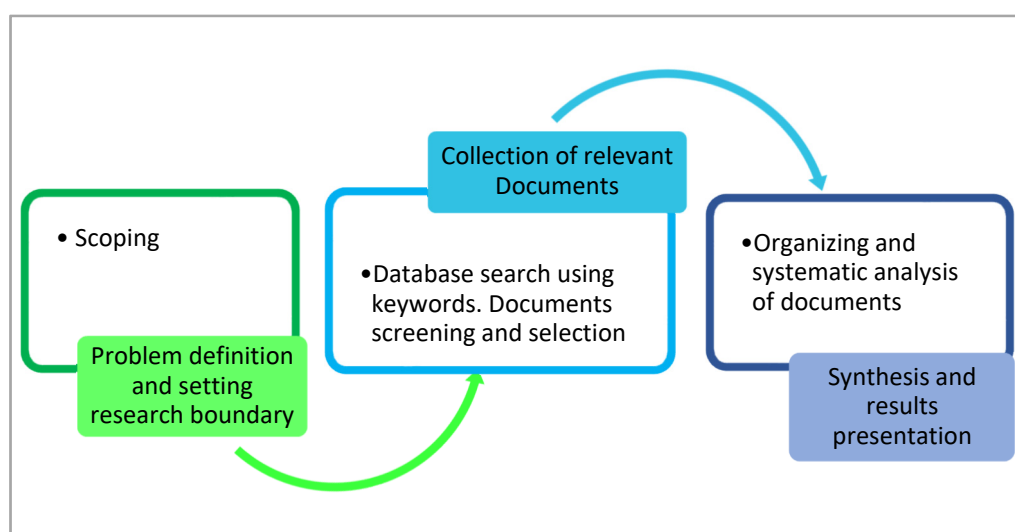 • Scoping
Problem definition
and setting
research boundary
Collection of relevant
Documents
•Database search using
keywords. Documents
screening and selection
•Organizing and
systematic analysis
of documents
Synthesis and
results
presentation